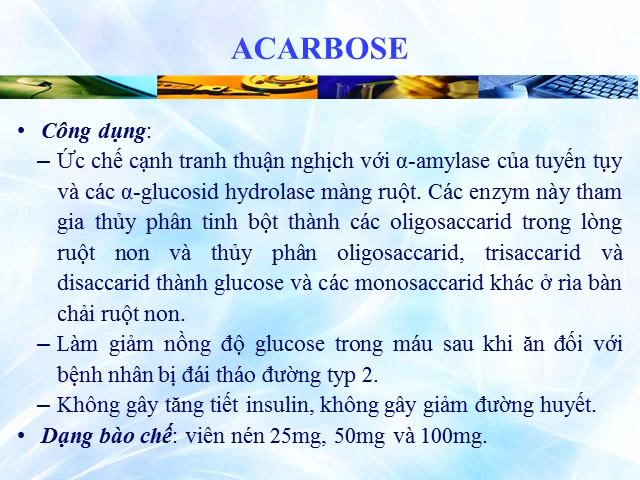 ACARBOSE
• Công dụng:
– Ức chế cạnh tranh thuận nghịch với α-amylase của tuyến tụy
và các α-glucosid hydrolase màng ruột. Các enzym này tham
gia thủy phân tinh bột thành các oligosaccarid trong lòng
ruột non và thủy phân oligosaccarid, trisaccarid và
disaccarid thành glucose và các monosaccarid khác ở rìa bàn
chải ruột non.
– Làm giảm nồng độ glucose trong máu sau khi ăn đối với
bệnh nhân bị đái tháo đường typ 2.
– Không gây tăng tiết insulin, không gây giảm đường huyết.
• Dạng bào chế: viên nén 25mg, 50mg và 100mg.